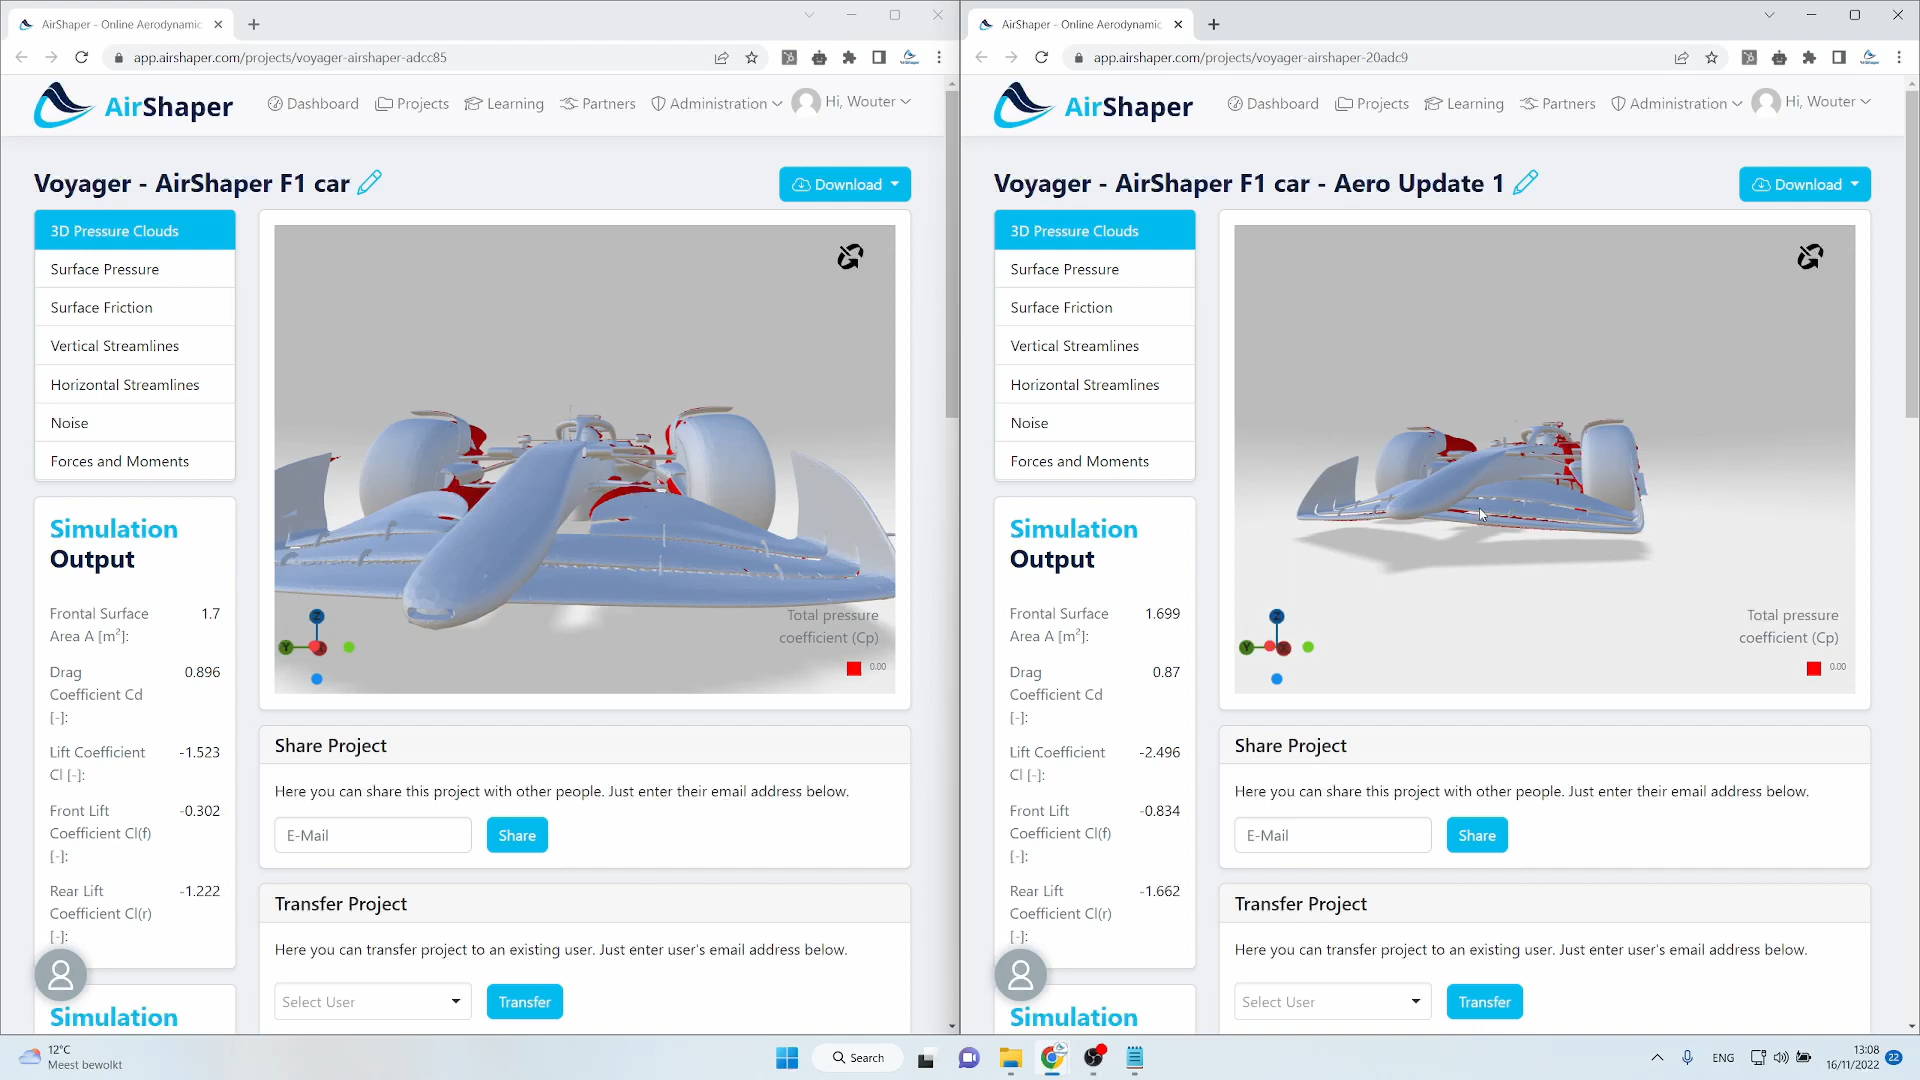 AirShaper - Online Aerodynamic
app.airshaper.com/projects/voyager-airshaper-adcc85
AirShaper
Dashboard
Projects
Learning
Partners
Administration
Hi, Wouter
Voyager - AirShaper F1 car
Download
3D Pressure Clouds
Surface Pressure
Surface Friction
Vertical Streamlines
Horizontal Streamlines
Noise
Forces and Moments
Z
Y
X
Total pressure
coefficient (Cp)
0.00
Simulation
Output
Frontal Surface 1.7
Area A [m²]:
Drag 0.896
Coefficient Cd
[-]:
Lift Coefficient -1.523
Cl [-]:
Front Lift -0.302
Coefficient Cl(f)
[-]:
Rear Lift -1.222
Coefficient Cl(r)
[-]:
Simulation
Share Project
Here you can share this project with other people. Just enter their email address below.
E-Mail
Share
Transfer Project
Here you can transfer project to an existing user. Just enter user's email address below.
Select User
Transfer
AirShaper - Online Aerodynamic
app.airshaper.com/projects/voyager-airshaper-20adc9
AirShaper
Dashboard
Projects
Learning
Partners
Administration
Hi, Wouter
Voyager - AirShaper F1 car - Aero Update 1
Download
3D Pressure Clouds
Surface Pressure
Surface Friction
Vertical Streamlines
Horizontal Streamlines
Noise
Forces and Moments
Z
Y
X
Total pressure
coefficient (Cp)
0.00
Simulation
Output
Frontal Surface 1.699
Area A [m²]:
Drag 0.87
Coefficient Cd
[-]:
Lift Coefficient -2.496
Cl [-]:
Front Lift -0.834
Coefficient Cl(f)
[-]:
Rear Lift -1.662
Coefficient Cl(r)
[-]:
Simulation
Share Project
Here you can share this project with other people. Just enter their email address below.
E-Mail
Share
Transfer Project
Here you can transfer project to an existing user. Just enter user's email address below.
Select User
Transfer
12°C
Meest bewolkt
Search
ENG
13:08
16/11/2022
22